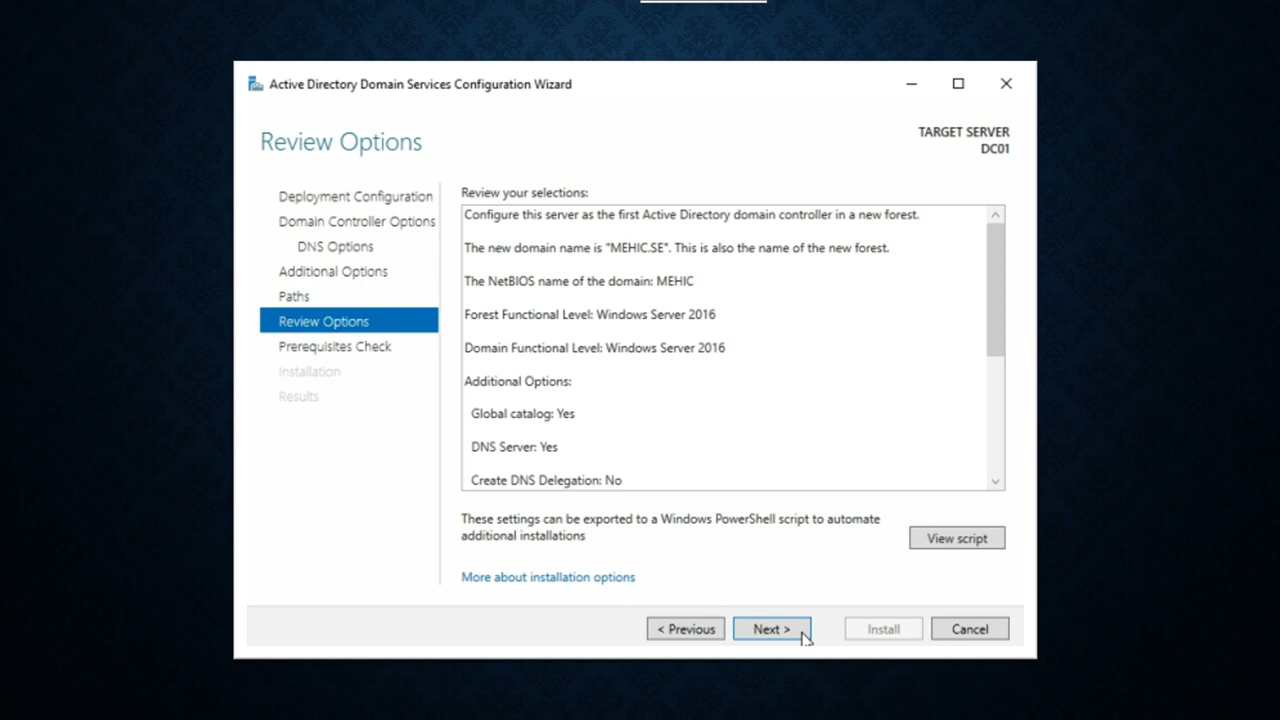 Active Directory Domain Services Configuration Wizard
Review Options
TARGET SERVER
DC01
Deployment Configuration
Domain Controller Options
DNS Options
Additional Options
Paths
Review Options
Prerequisites Check
Installation
Results
Review your selections:
Configure this server as the first Active Directory domain controller in a new forest.
The new domain name is "MEHIC.SE". This is also the name of the new forest.
The NetBIOS name of the domain: MEHIC
Forest Functional Level: Windows Server 2016
Domain Functional Level: Windows Server 2016
Additional Options:
Global catalog: Yes
DNS Server: Yes
Create DNS Delegation: No
These settings can be exported to a Windows PowerShell script to automate
additional installations
View script
More about installation options
< Previous
Next >
Install
Cancel